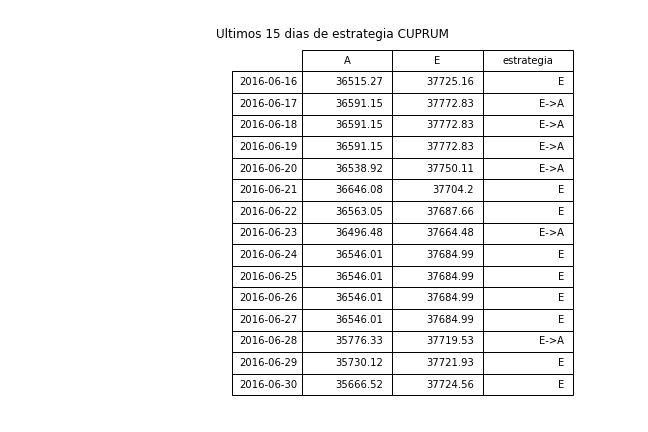 Ultimos 15 dias de estrategia CUPRUM
A E estrategia
2016-06-16 36515.27 37725.16 E
2016-06-17 36591.15 37772.83 E->A
2016-06-18 36591.15 37772.83 E->A
2016-06-19 36591.15 37772.83 E->A
2016-06-20 36538.92 37750.11 E->A
2016-06-21 36646.08 37704.2 E
2016-06-22 36563.05 37687.66 E
2016-06-23 36496.48 37664.48 E->A
2016-06-24 36546.01 37684.99 E
2016-06-25 36546.01 37684.99 E
2016-06-26 36546.01 37684.99 E
2016-06-27 36546.01 37684.99 E
2016-06-28 35776.33 37719.53 E->A
2016-06-29 35730.12 37721.93 E
2016-06-30 35666.52 37724.56 E